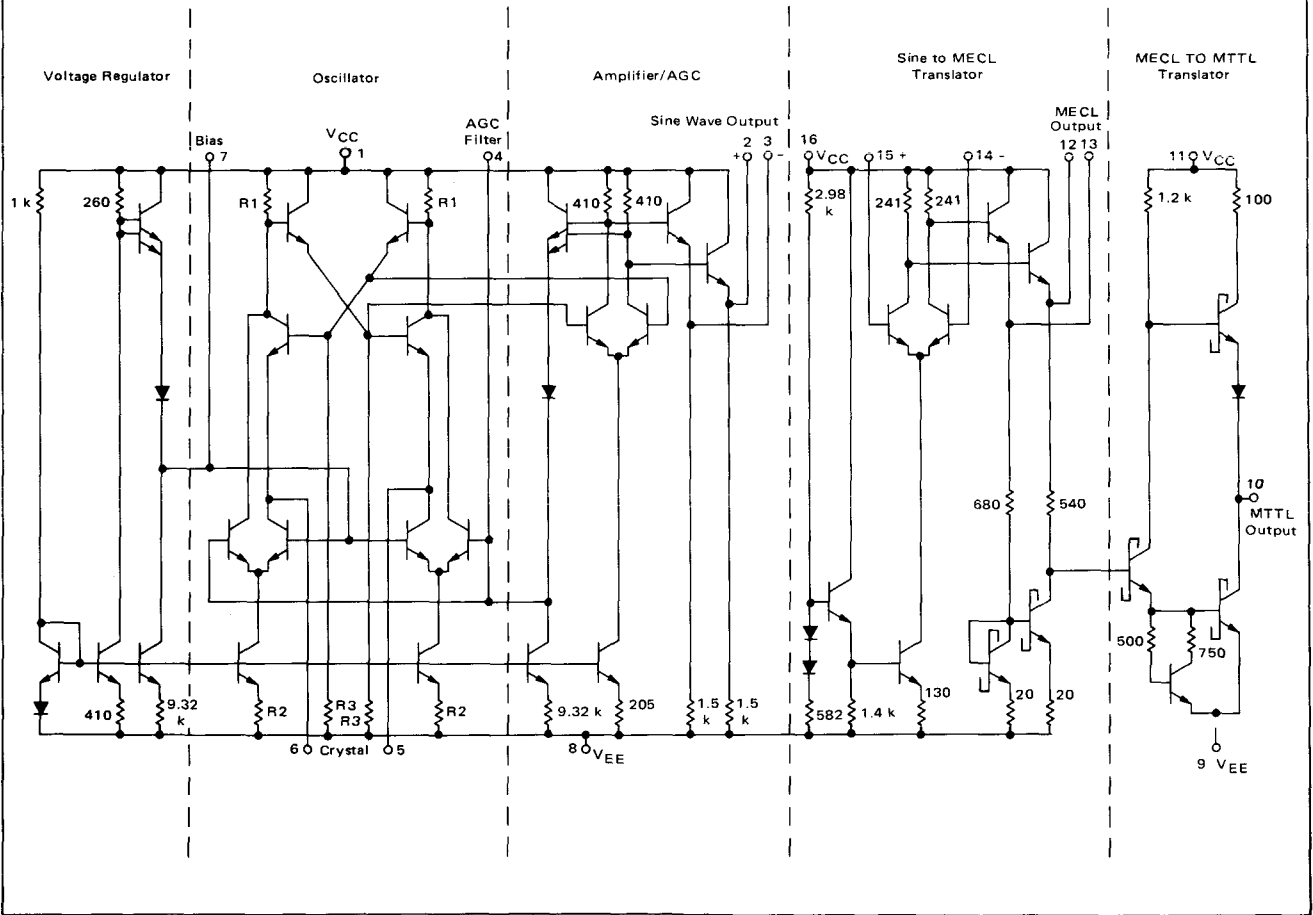 Voltage Regulator
Oscillator
Amplifier/AGC
Sine to MECL
Translator
MECL TO MTTL
Translator
Bias
7
VCC
1
AGC
Filter
4
Sine Wave Output
2 3
+ -
16
VCC
15 +
14 -
MECL
Output
12 13
11 VCC
1 k
260
R1
R1
410
410
2.98
k
241
241
1.2 k
100
680
540
10
MTTL
Output
410
9.32
k
R2
R3
R3
R2
9.32 k
205
1.5
k
1.5
k
582
1.4 k
130
20
20
500
750
6
Crystal
5
8
VEE
9 VEE